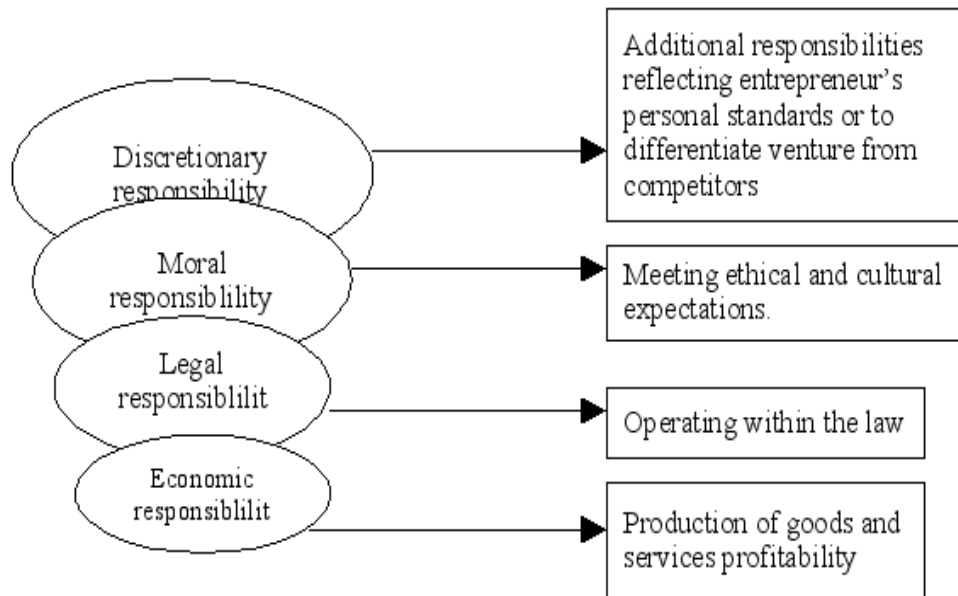 Discretionary
responsibility
Additional responsibilities
reflecting entrepreneur's
personal standards or to
differentiate venture from
competitors
Moral
responsiblility
Meeting ethical and cultural
expectations.
Legal
responsiblilit
Operating within the law
Economic
responsiblilit
Production of goods and
services profitability